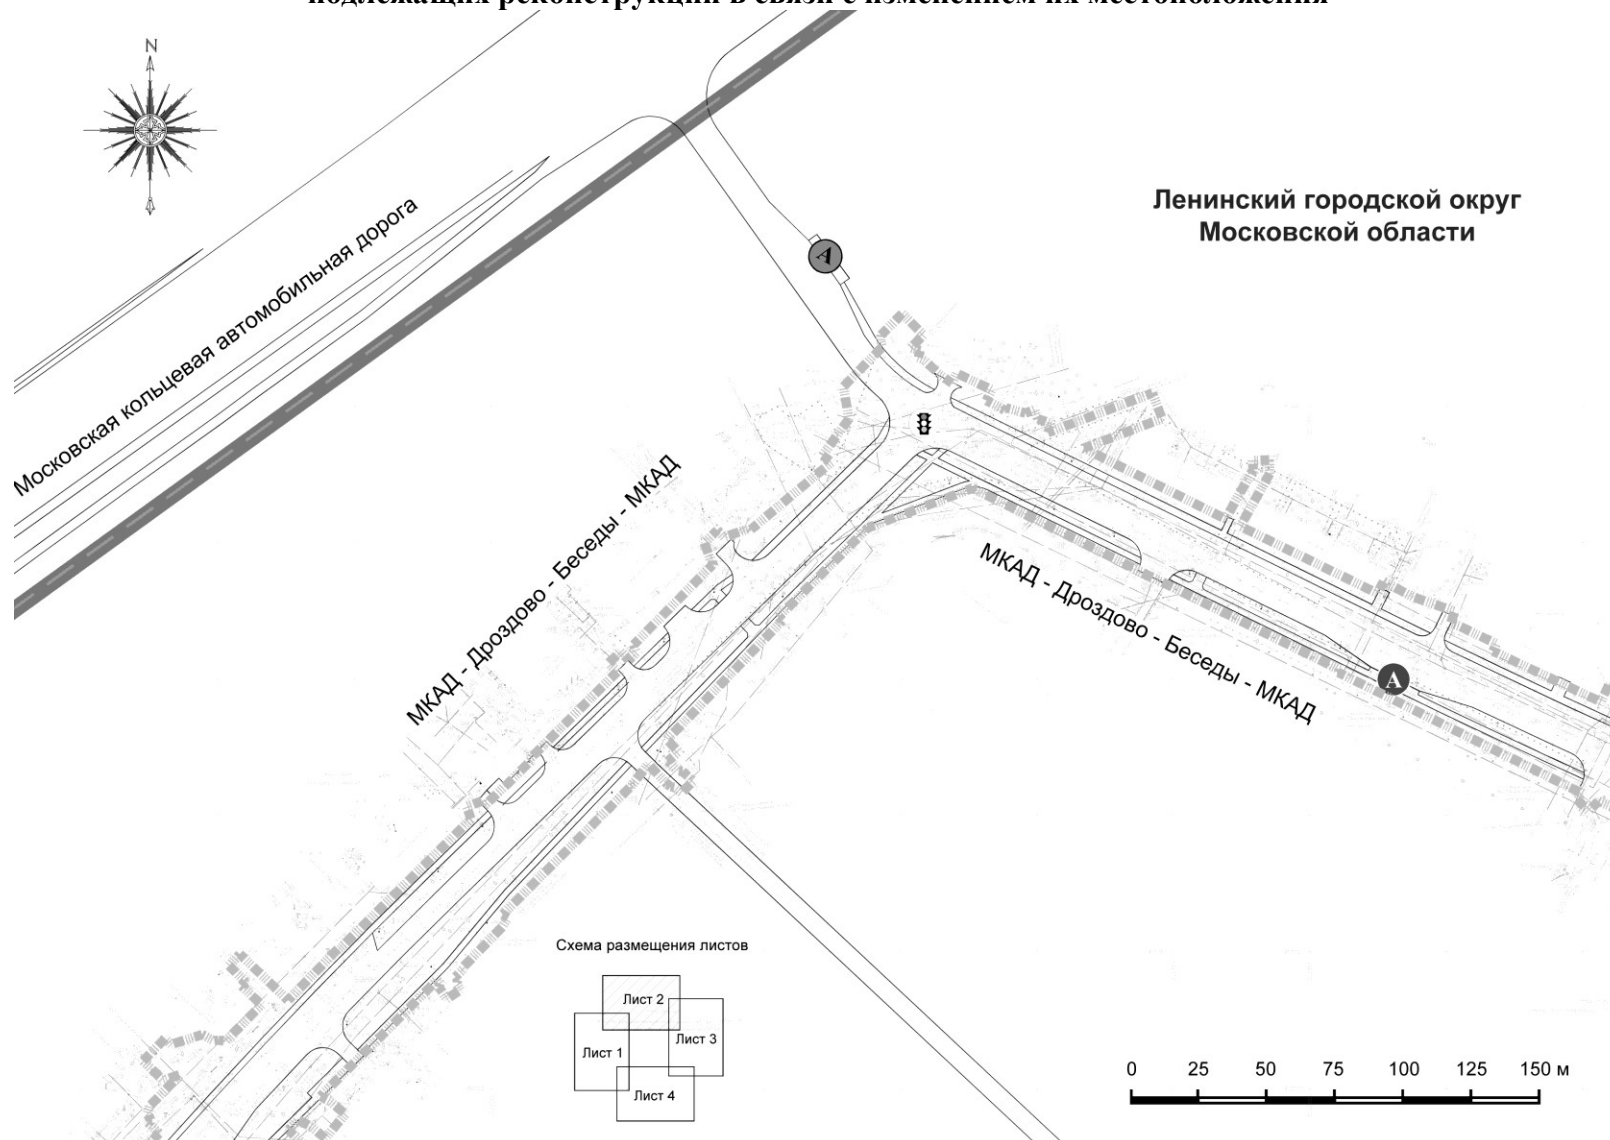 подлежащих реконструкции в связи с изменением их местоположения
N
Ленинский городской округ
Московской области
Московская кольцевая автомобильная дорога
А
МКАД - Дроздово - Беседы - МКАД
МКАД - Дроздово - Беседы - МКАД
А
Схема размещения листов
Лист 2
Лист 3
Лист 1
Лист 4
0 25 50 75 100 125 150 м